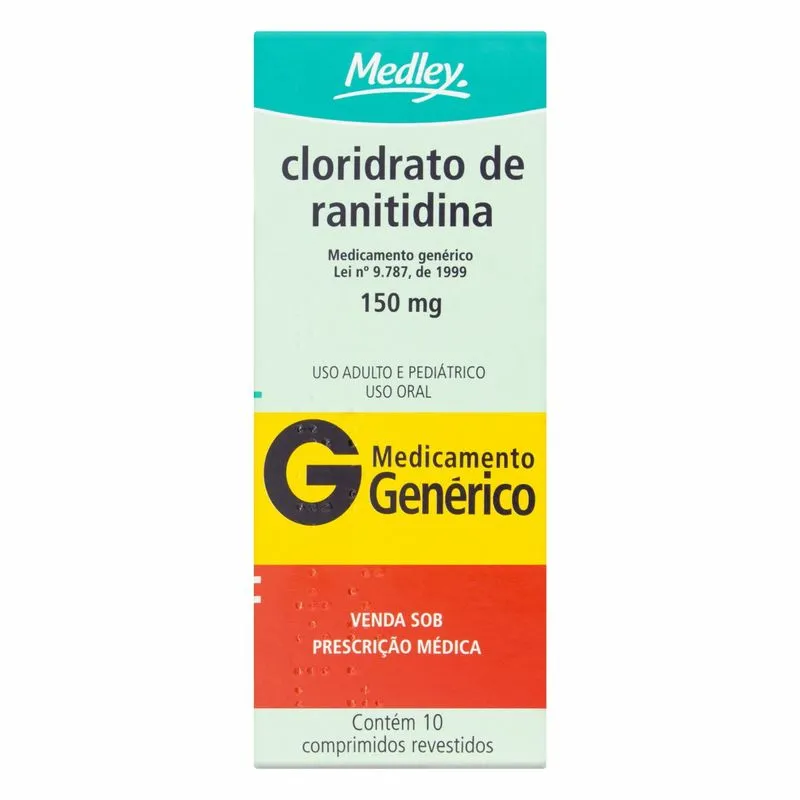 Medley.
cloridrato de
ranitidina
Medicamento genérico
Lei nº 9.787, de 1999
150 mg
USO ADULTO E PEDIÁTRICO
USO ORAL
G Medicamento
Genérico
VENDA SOB
PRESCRIÇÃO MÉDICA
Contém 10
comprimidos revestidos